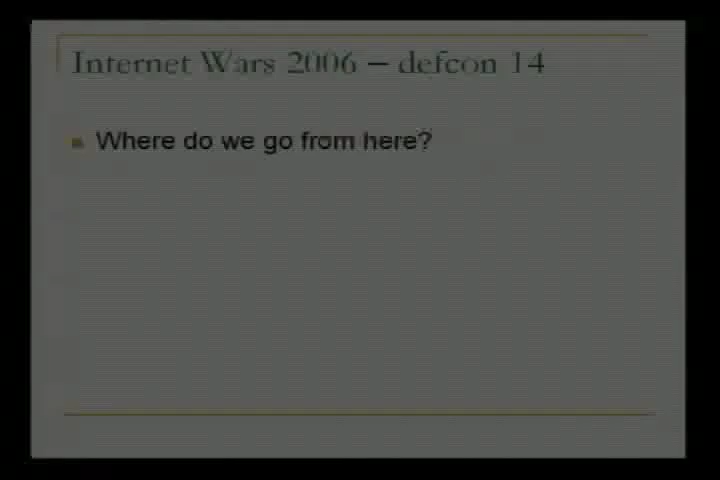 Internet Wars 2006 – defcon 14
Where do we go from here?